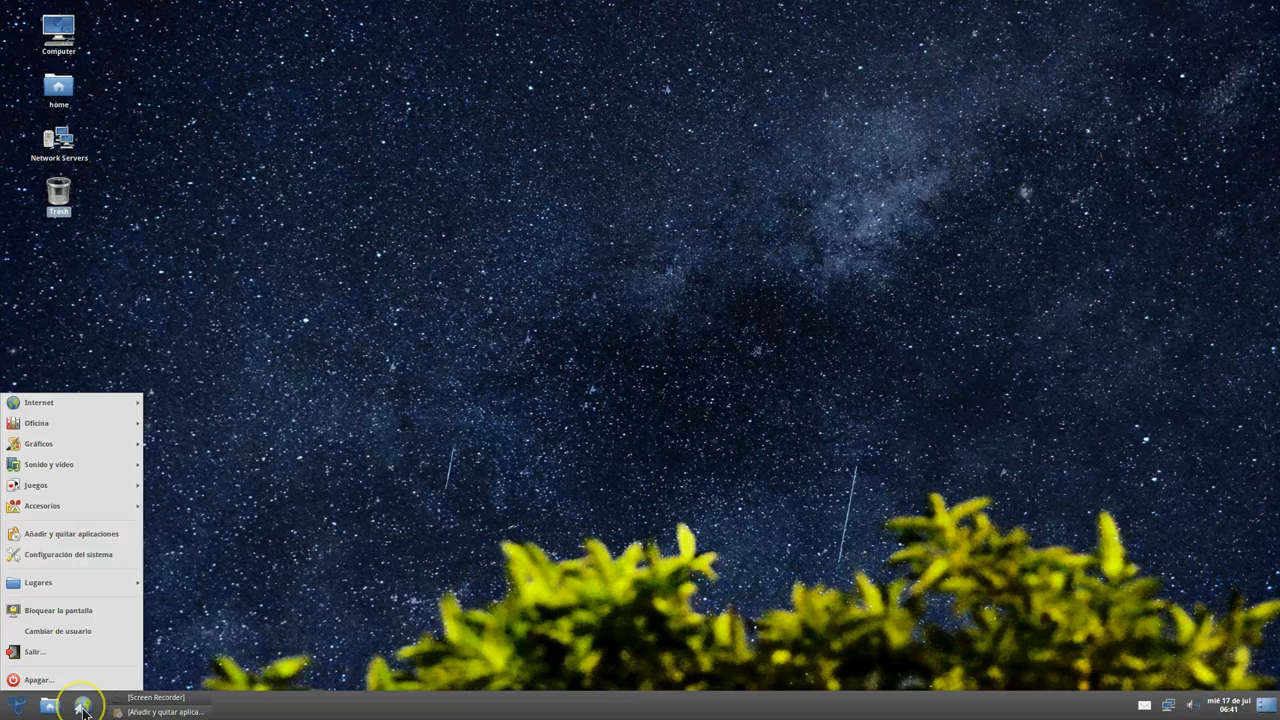 Computer
home
Network Servers
Trash
Internet
Oficina
Gráficos
Sonido y vídeo
Juegos
Accesorios
Añadir y quitar aplicaciones
Configuración del sistema
Lugares
Bloquear la pantalla
Cambiar de usuario
Salir...
Apagar...
[Screen Recorder]
[Añadir y quitar aplica...
mié 17 de jul
06:41